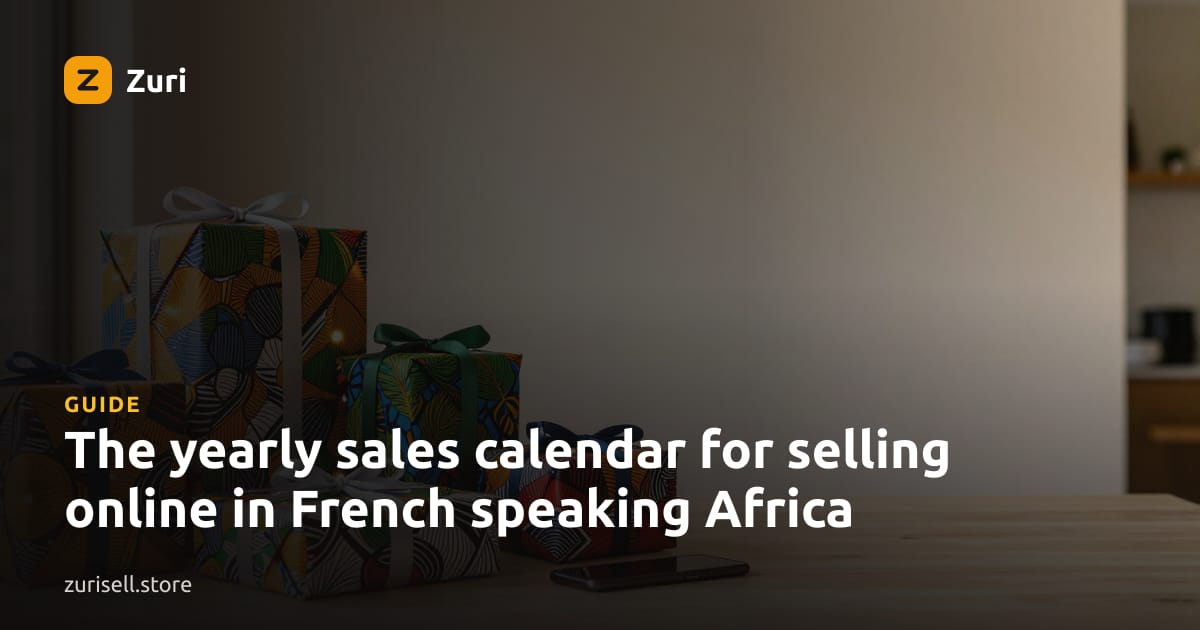 Zuri
GUIDE
The yearly sales calendar for selling
online in French speaking Africa
zurisell.store